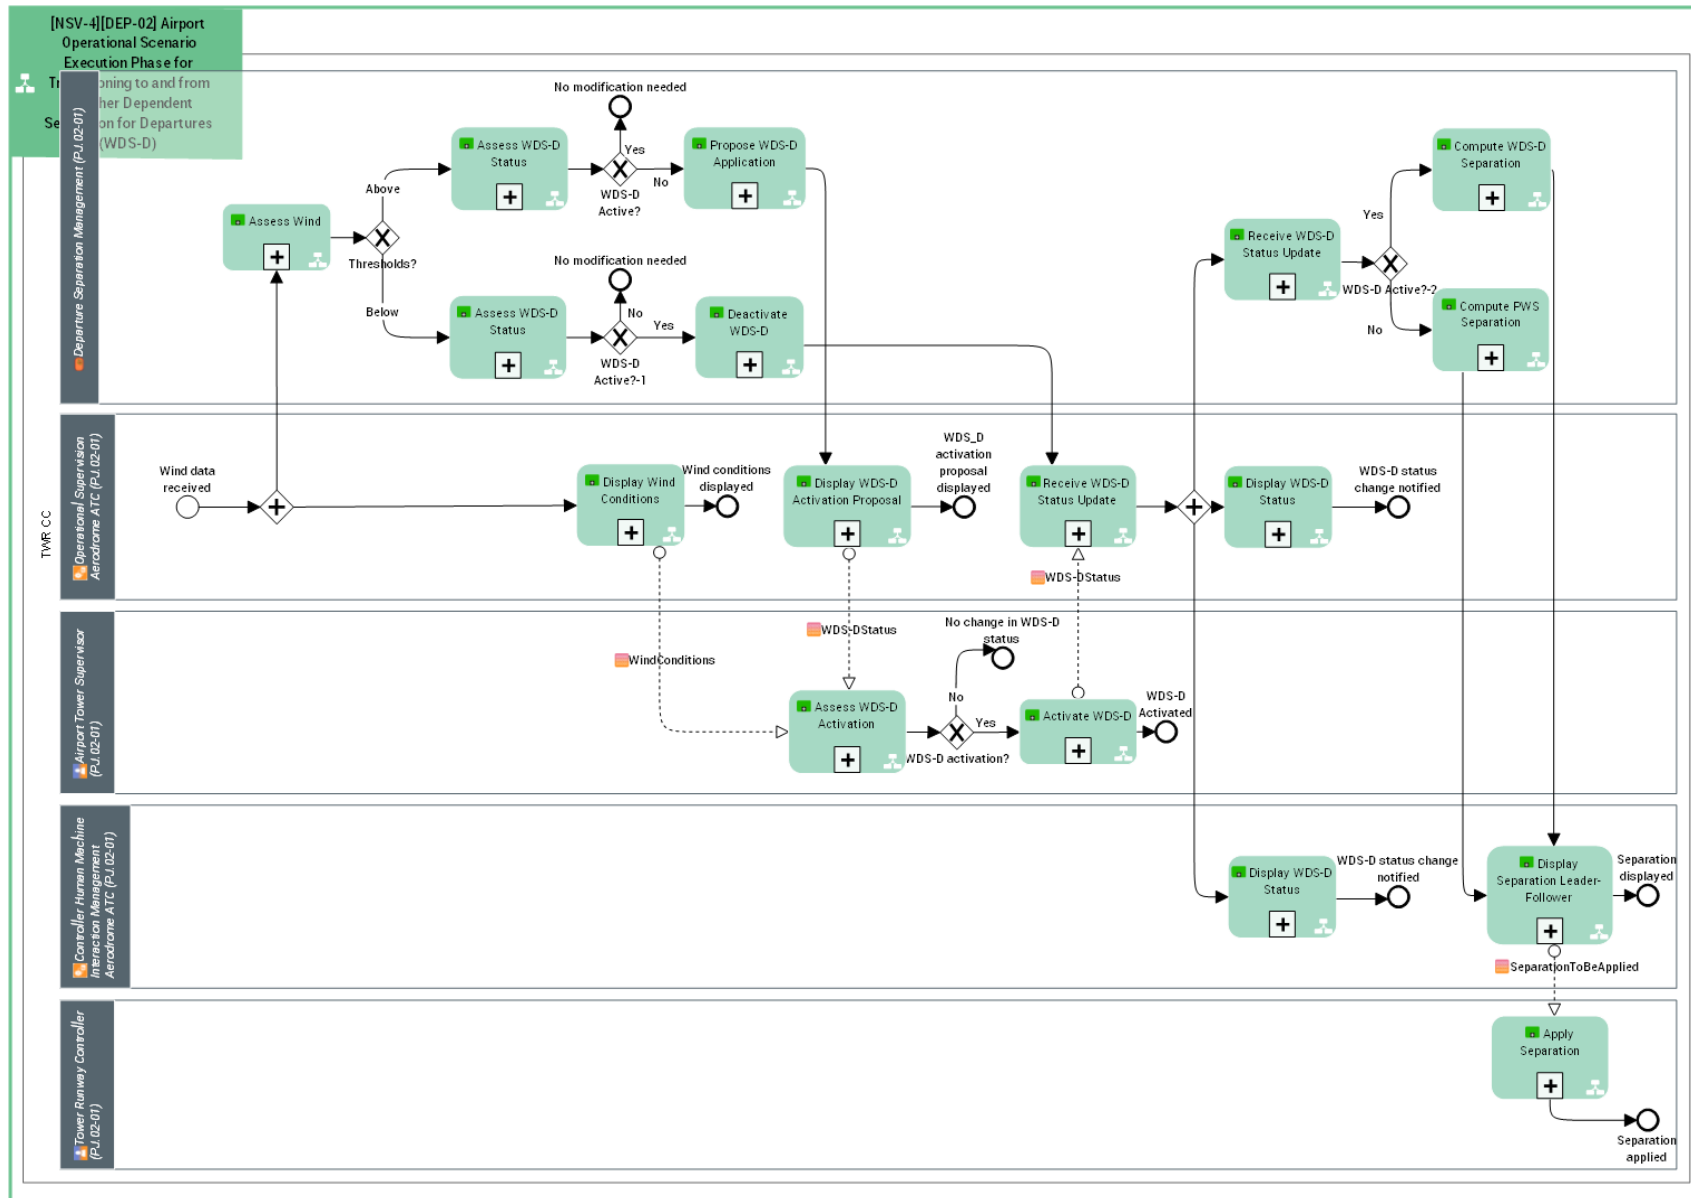 [NSV-4][DEP-02] Airport
Operational Scenario
Execution Phase for
Tr oning to and from
her Dependent
Se on for Departures
(WDS-D)
TWR CC
Departure Separation Management (PJ.02-01)
Assess Wind
Thresholds?
Above
Below
Assess WDS-D
Status
No modification needed
Yes
No
WDS-D
Active?
Propose WDS-D
Application
Assess WDS-D
Status
No modification needed
No
Yes
WDS-D
Active?-1
Deactivate
WDS-D
Receive WDS-D
Status Update
Yes
No
WDS-D Active?-2
Compute WDS-D
Separation
Compute PWS
Separation
Operational Supervision
Aerodrome ATC (PJ.02-01)
Wind data
received
Display Wind
Conditions
Wind conditions
displayed
Display WDS-D
Activation Proposal
WDS_D
activation
proposal
displayed
Receive WDS-D
Status Update
Display WDS-D
Status
WDS-D status
change notified
WDS-DStatus
WDS-DStatus
WindConditions
Airport Tower Supervisor
(PJ.02-01)
Assess WDS-D
Activation
No change in WDS-D
status
No
Yes
WDS-D activation?
Activate WDS-D
WDS-D
Activated
Controller Human Machine
Interaction Management
Aerodrome ATC (PJ.02-01)
Display WDS-D
Status
WDS-D status change
notified
Display
Separation Leader-
Follower
Separation
displayed
SeparationToBeApplied
Tower Runway Controller
(PJ.02-01)
Apply
Separation
Separation
applied